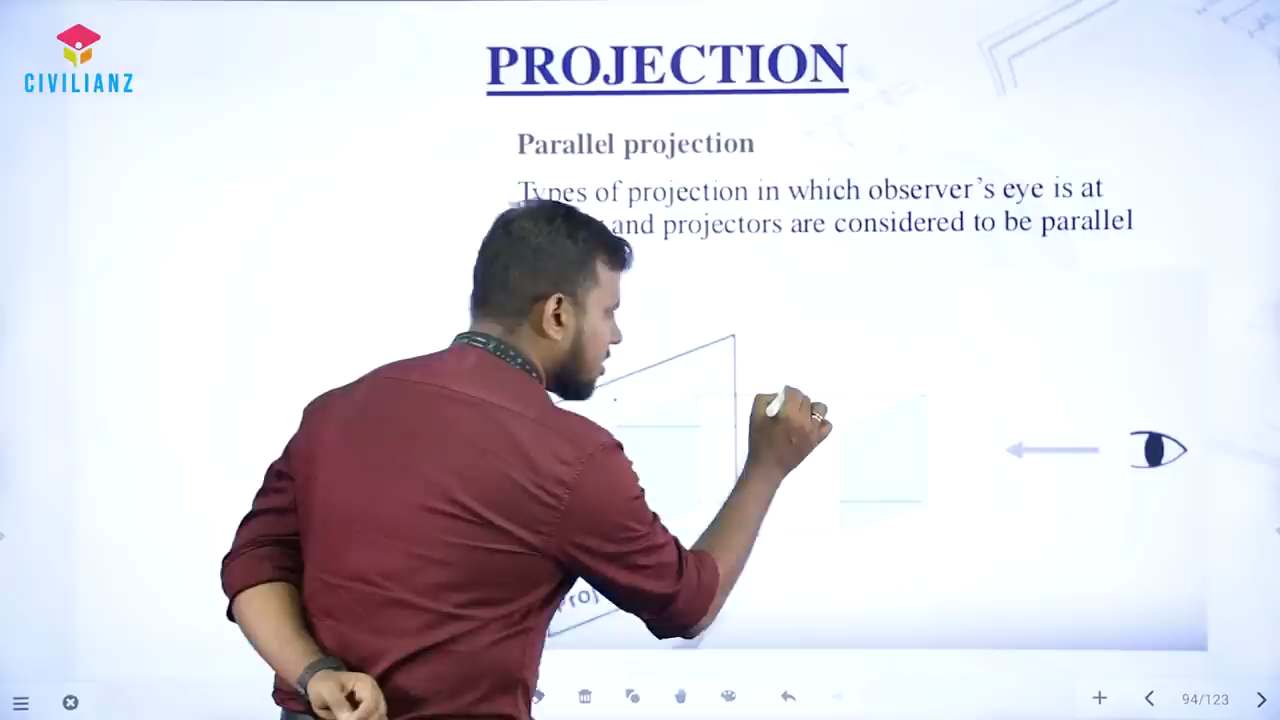 CIVILIANZ
PROJECTION
Parallel projection
Types of projection in which observer's eye is at
and projectors are considered to be parallel
94/123